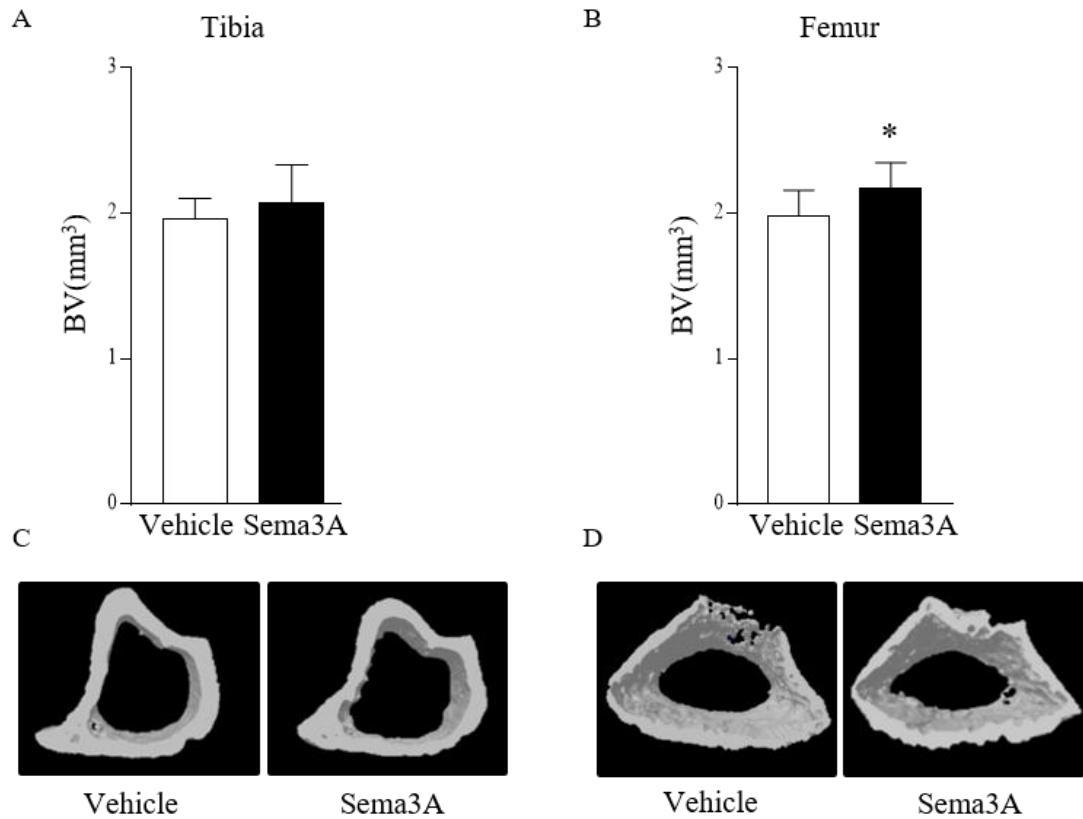 A
Tibia
3
2
1
0
BV(mm³)
Vehicle Sema3A
B
Femur
3
2
1
0
BV(mm³)
*
Vehicle Sema3A
C
Vehicle
Sema3A
D
Vehicle
Sema3A